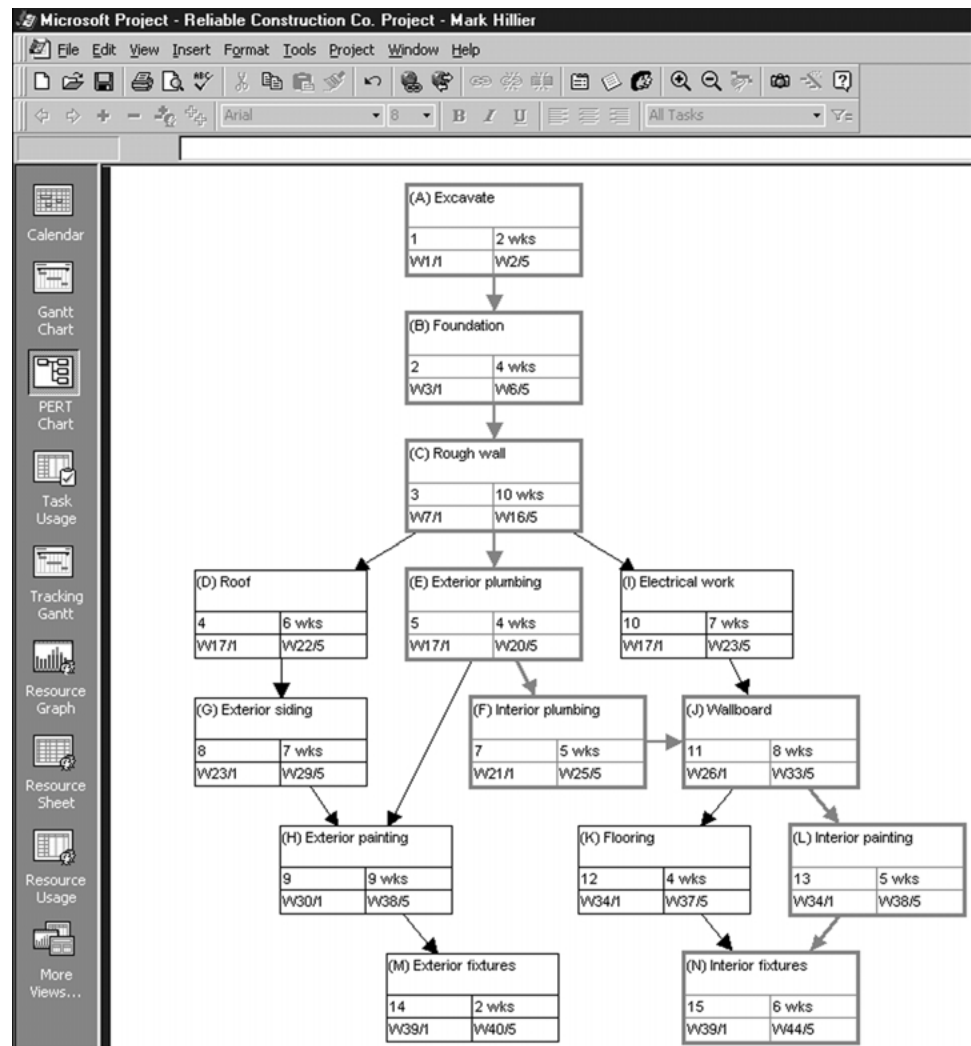 Microsoft Project - Reliable Construction Co. Project - Mark Hillier
File Edit View Insert Format Tools Project Window Help
ABC
Arial 8 B I U All Tasks
Calendar
Gantt
Chart
PERT
Chart
Task
Usage
Tracking
Gantt
Resource
Graph
Resource
Sheet
Resource
Usage
More
Views...
(A) Excavate
1 2 wks
W1/1 W2/5
(B) Foundation
2 4 wks
W3/1 W6/5
(C) Rough wall
3 10 wks
W7/1 W16/5
(D) Roof
4 6 wks
W17/1 W22/5
(E) Exterior plumbing
5 4 wks
W17/1 W20/5
(I) Electrical work
10 7 wks
W17/1 W23/5
(G) Exterior siding
8 7 wks
W23/1 W29/5
(F) Interior plumbing
7 5 wks
W21/1 W25/5
(J) Wallboard
11 8 wks
W26/1 W33/5
(H) Exterior painting
9 9 wks
W30/1 W38/5
(K) Flooring
12 4 wks
W34/1 W37/5
(L) Interior painting
13 5 wks
W34/1 W38/5
(M) Exterior fixtures
14 2 wks
W39/1 W40/5
(N) Interior fixtures
15 6 wks
W39/1 W44/5